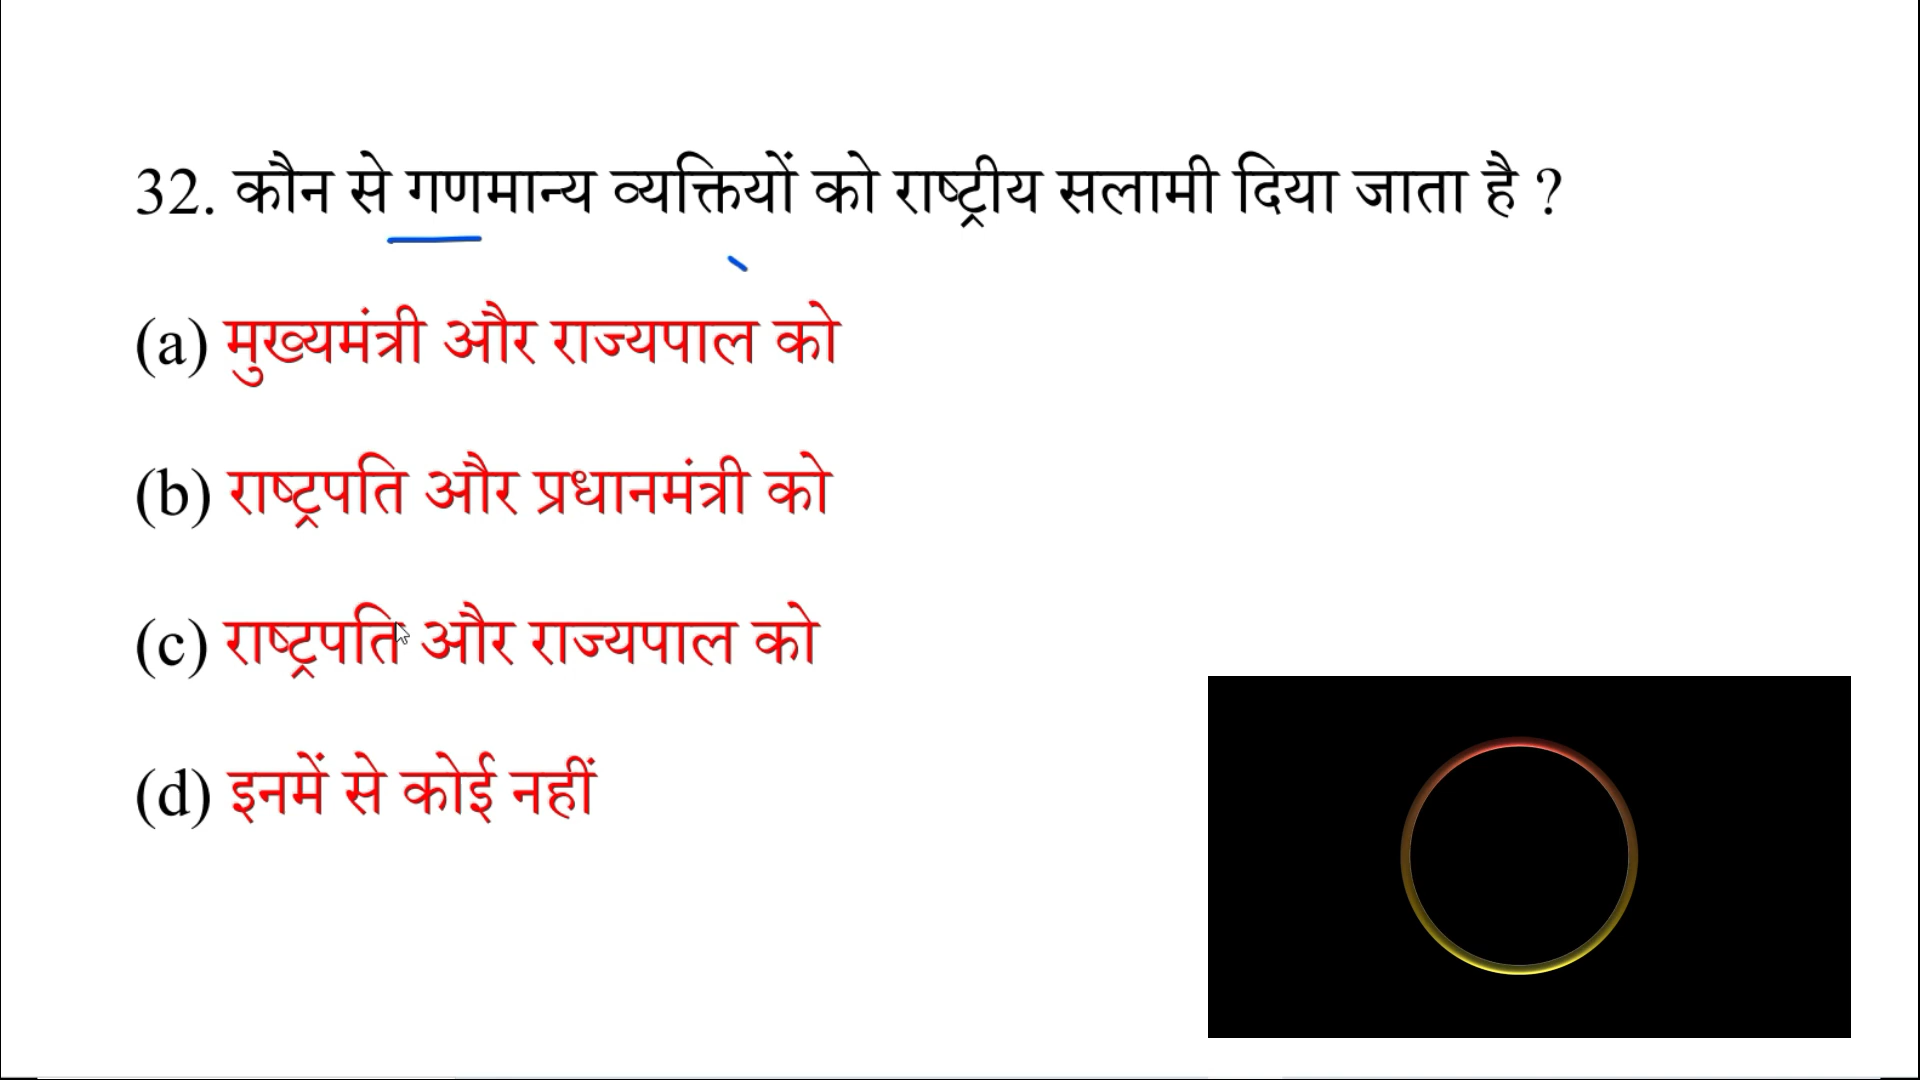 32. कौन से गणमान्य व्यक्तियों को राष्ट्रीय सलामी दिया जाता है ?
(a) मुख्यमंत्री और राज्यपाल को
(b) राष्ट्रपति और प्रधानमंत्री को
(c) राष्ट्रपति और राज्यपाल को
(d) इनमें से कोई नहीं